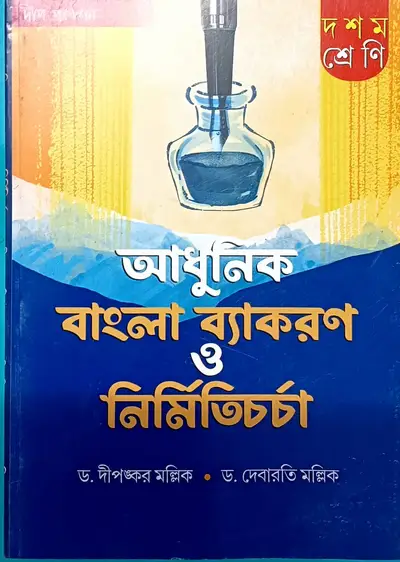 দশম
শ্রেণি
আধুনিক
বাংলা ব্যাকরণ
ও
নির্মিতিচর্চা
ড. দীপঙ্কর মল্লিক • ড. দেবারতি মল্লিক